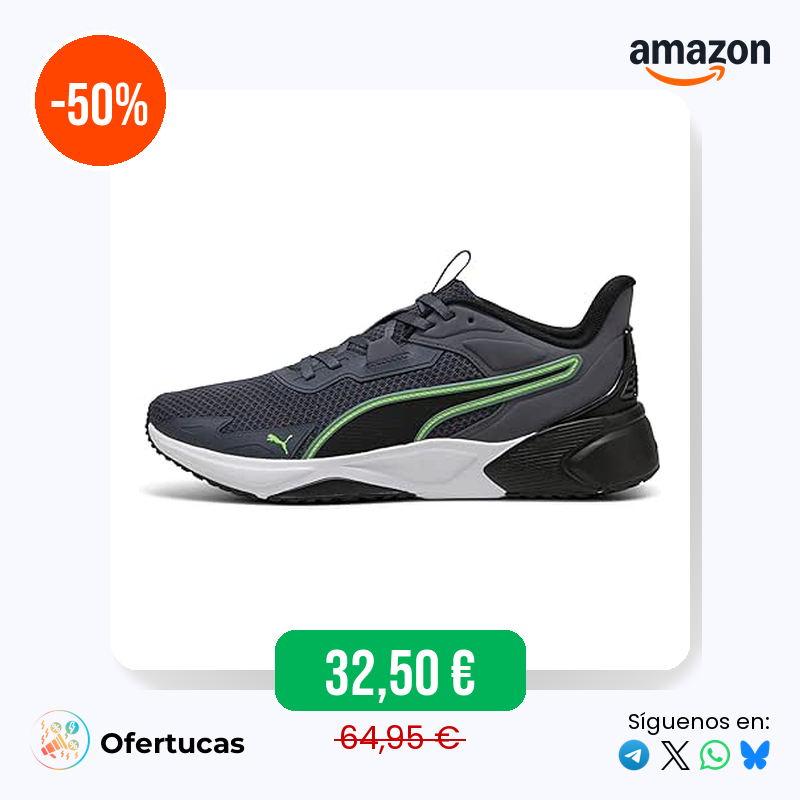 -50%
amazon
32,50 €
64,95 €
Ofertucas
Síguenos en: